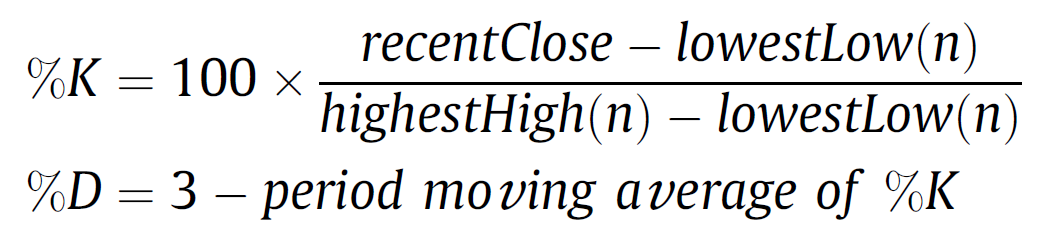 %K = 100 × recentClose − lowestLow(n) / highestHigh(n) − lowestLow(n)
%D = 3 − period moving average of %K